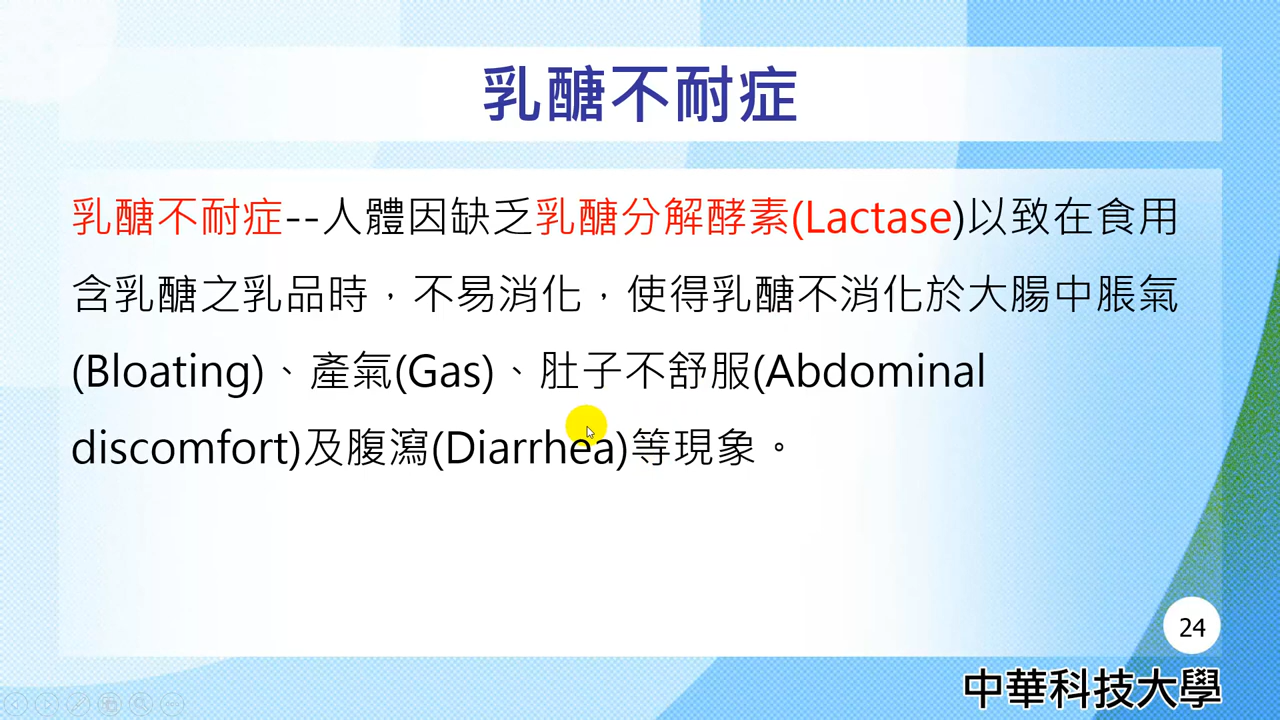 乳醣不耐症
乳醣不耐症--人體因缺乏乳醣分解酵素(Lactase)以致在食用
含乳醣之乳品時，不易消化，使得乳醣不消化於大腸中脹氣
(Bloating)、產氣(Gas)、肚子不舒服(Abdominal
discomfort)及腹瀉(Diarrhea)等現象。
24
中華科技大學